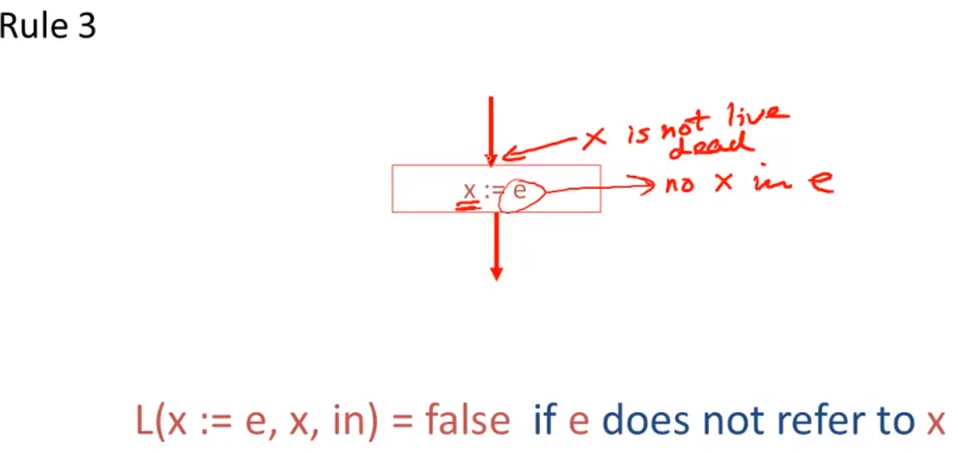 Rule 3
x is not live
dead
x := e
no x in e
L(x := e, x, in) = false if e does not refer to x